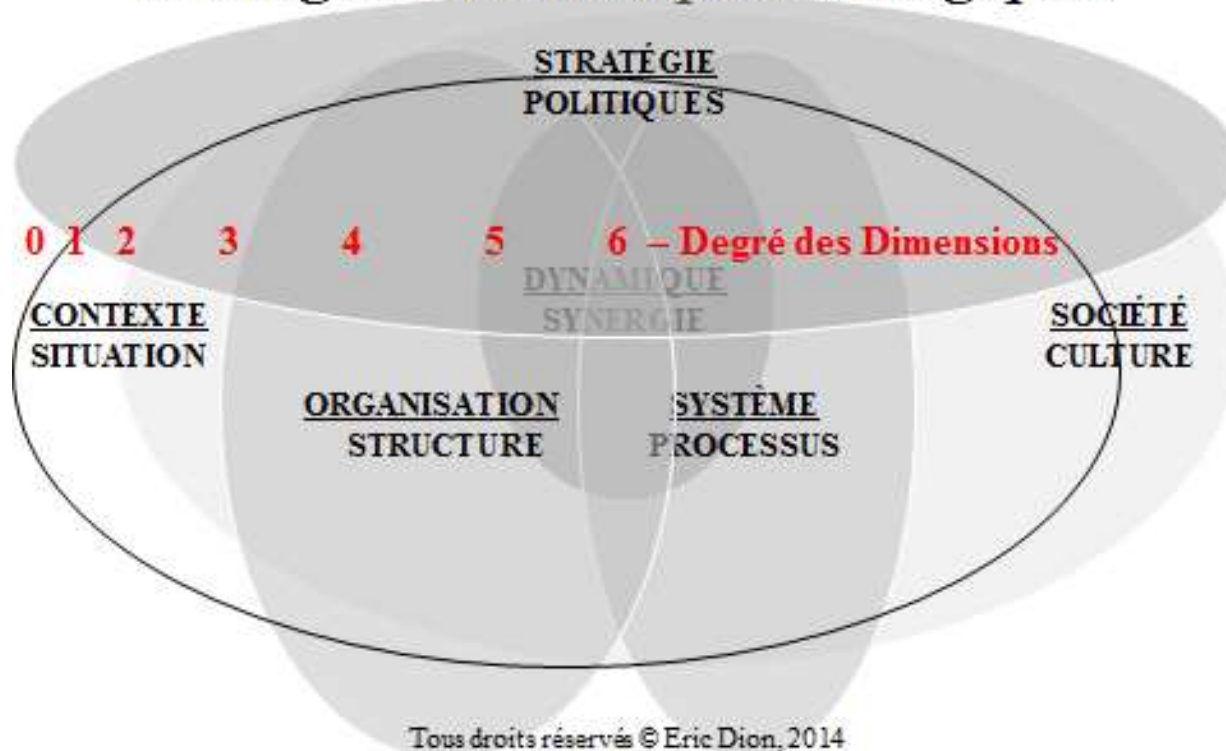 STRATÉGIE
POLITIQUES
0 1 2 3 4 5 6 – Degré des Dimensions
DYNAMIQUE
SYNERGIE
CONTEXTE
SITUATION
SOCIÉTÉ
CULTURE
ORGANISATION
STRUCTURE
SYSTÈME
PROCESSUS
Tous droits réservés © Eric Dion, 2014